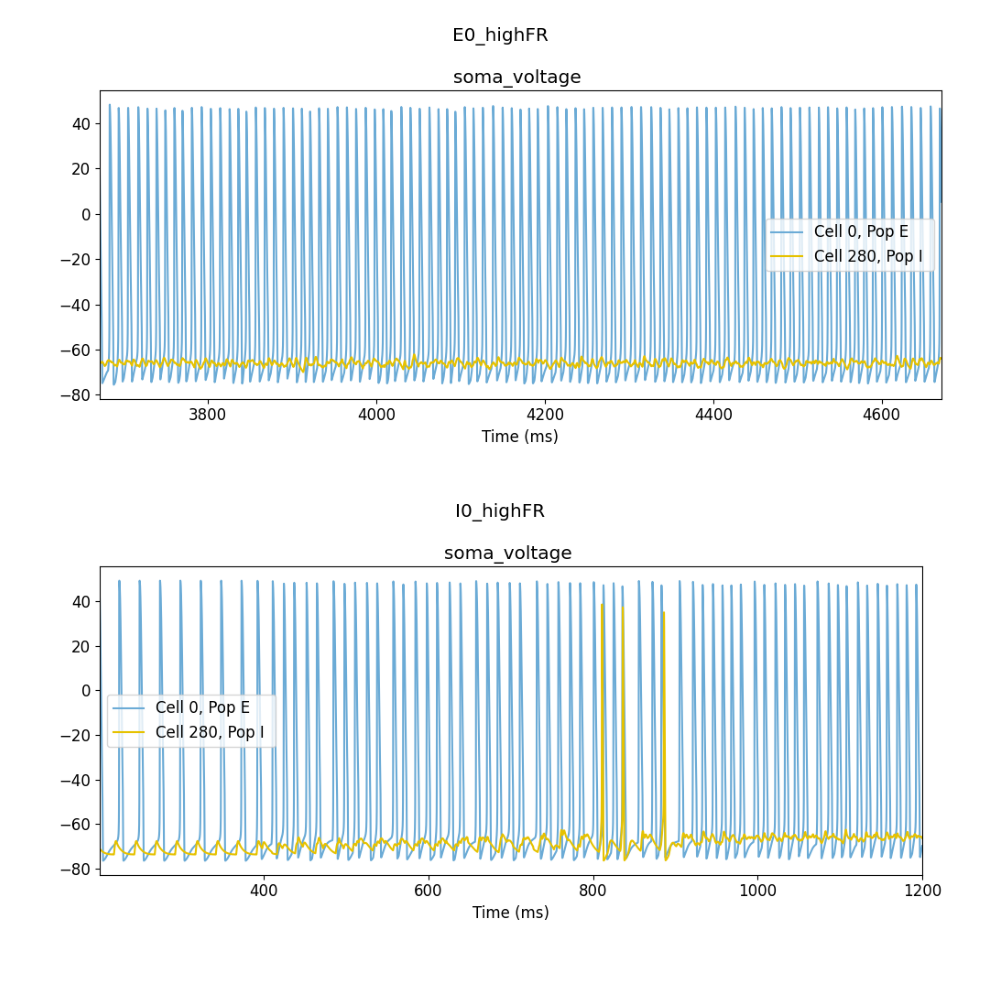 E0_highFR
soma_voltage
40
20
0
−20
−40
−60
−80
Cell 0, Pop E
Cell 280, Pop I
3800 4000 4200 4400 4600
Time (ms)
I0_highFR
soma_voltage
40
20
0
−20
−40
−60
−80
Cell 0, Pop E
Cell 280, Pop I
400 600 800 1000 1200
Time (ms)